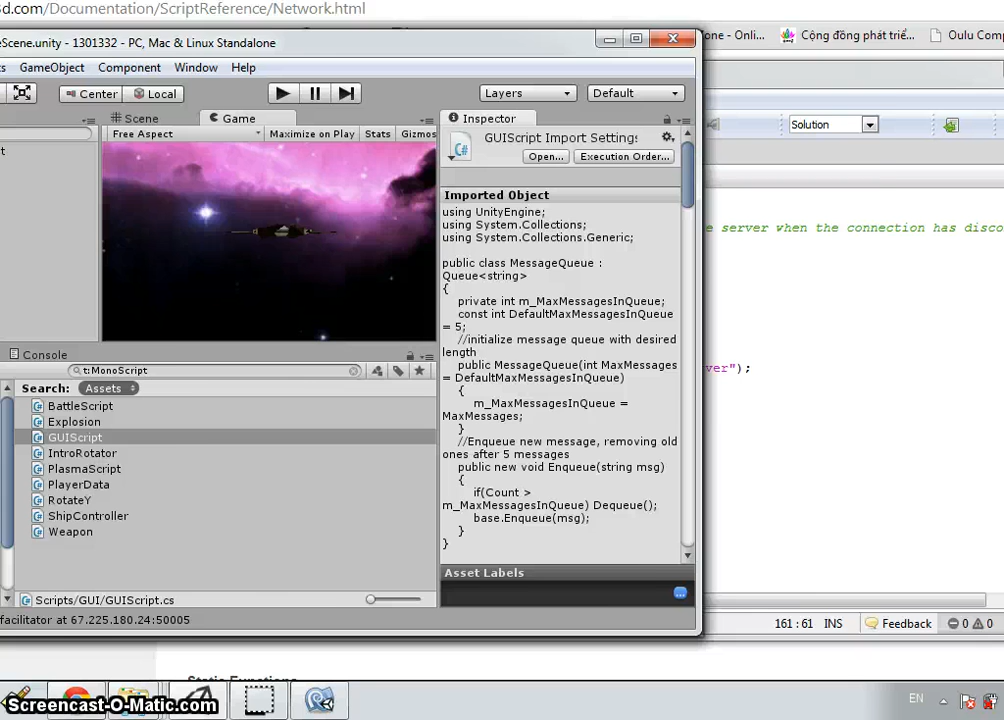 d.com/Documentation/ScriptReference/Network.html
eScene.unity - 1301332 - PC, Mac & Linux Standalone
one - Onli...
Cộng đồng phát triể...
Oulu Comp
ts GameObject Component Window Help
Center Local
Layers
Default
Solution
Scene
Game
Inspector
Free Aspect
Maximize on Play
Stats
Gizmos
GUIScript Import Settings
Open...
Execution Order...
t
Imported Object
using UnityEngine;
using System.Collections;
using System.Collections.Generic;
public class MessageQueue :
Queue<string>
{
private int m_MaxMessagesInQueue;
const int DefaultMaxMessagesInQueue
= 5;
//initialize message queue with desired
length
public MessageQueue(int MaxMessages
= DefaultMaxMessagesInQueue)
{
m_MaxMessagesInQueue =
MaxMessages;
}
//Enqueue new message, removing old
ones after 5 messages
public new void Enqueue(string msg)
{
if(Count >
m_MaxMessagesInQueue) Dequeue();
base.Enqueue(msg);
}
}
Asset Labels
e server when the connection has disco
ver");
Console
t:MonoScript
Search: Assets
BattleScript
Explosion
GUIScript
IntroRotator
PlasmaScript
PlayerData
RotateY
ShipController
Weapon
Scripts/GUI/GUIScript.cs
facilitator at 67.225.180.24:50005
161 : 61 INS
Feedback
0 0
Static Functions
EN
Screencast-O-Matic.com